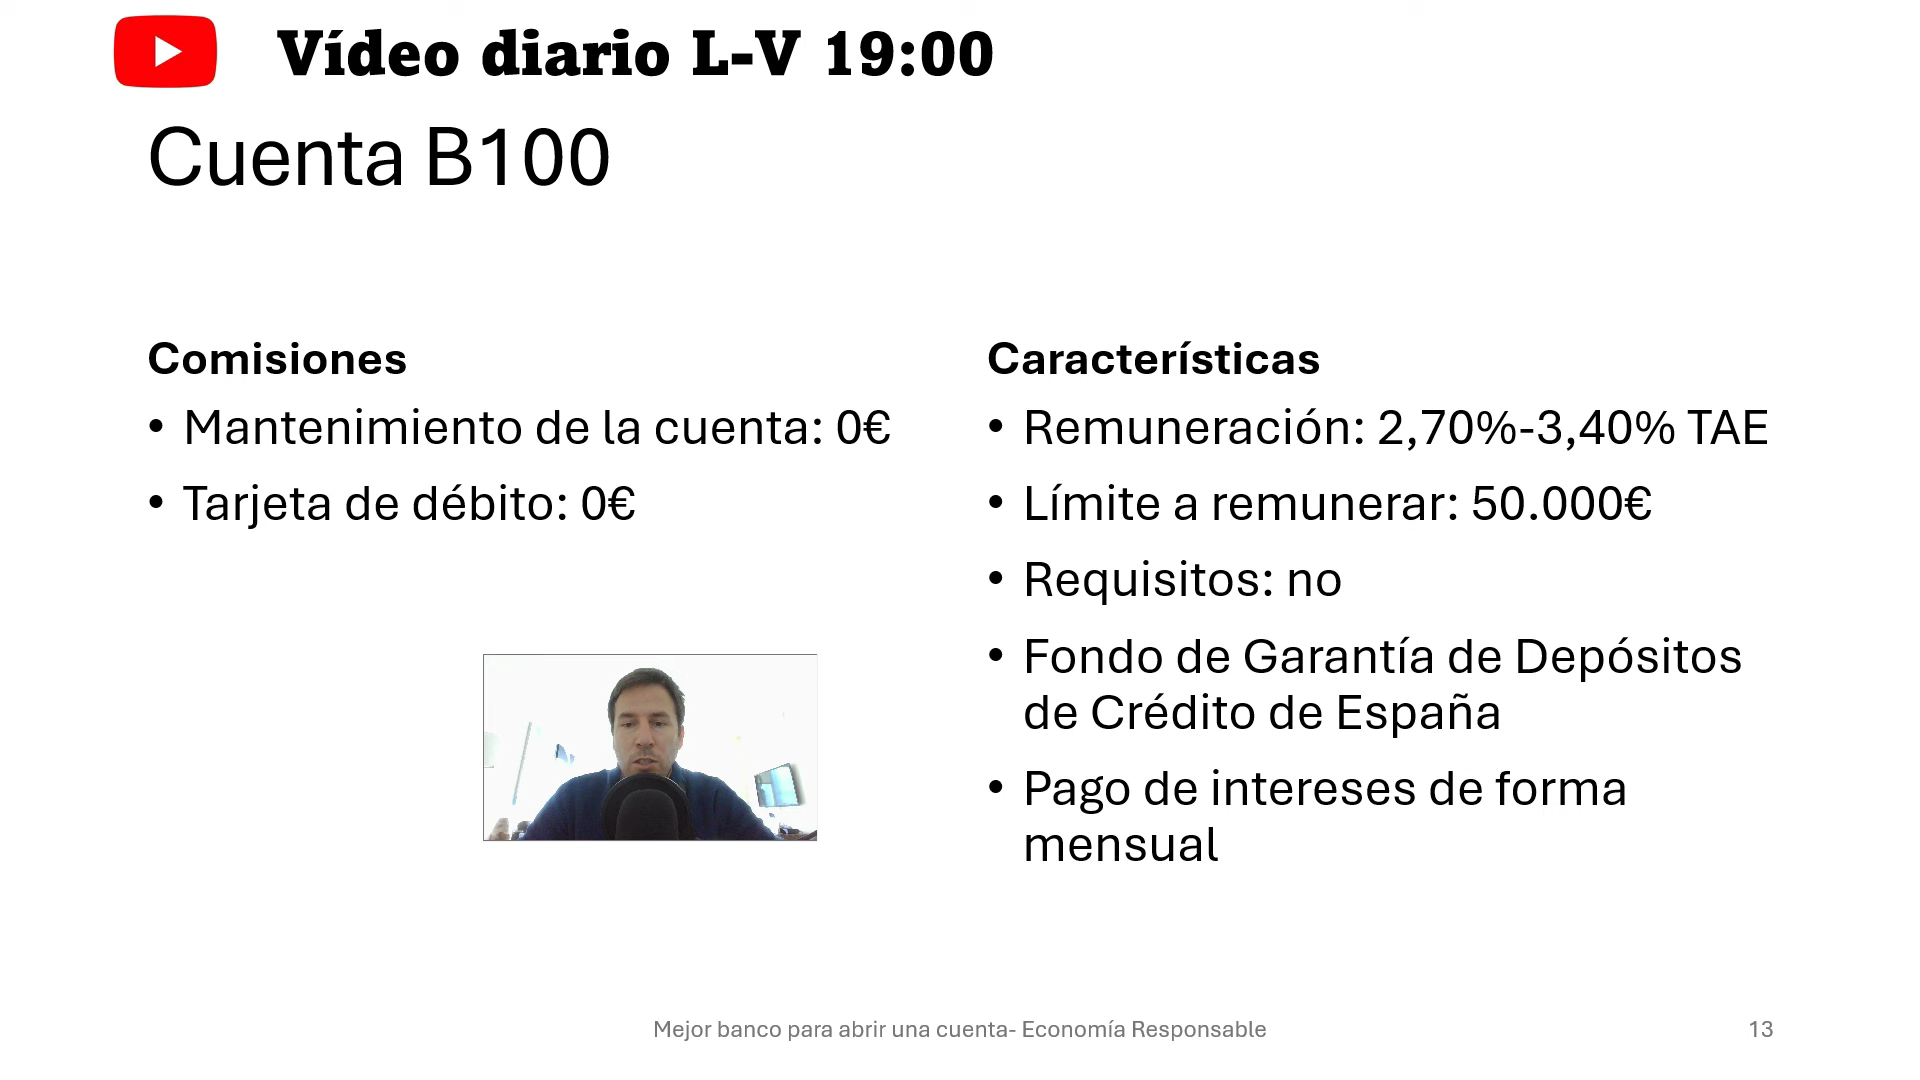 Vídeo diario L-V 19:00
Cuenta B100
Comisiones
• Mantenimiento de la cuenta: 0€
• Tarjeta de débito: 0€
Características
• Remuneración: 2,70%-3,40% TAE
• Límite a remunerar: 50.000€
• Requisitos: no
• Fondo de Garantía de Depósitos
de Crédito de España
• Pago de intereses de forma
mensual
Mejor banco para abrir una cuenta- Economía Responsable
13